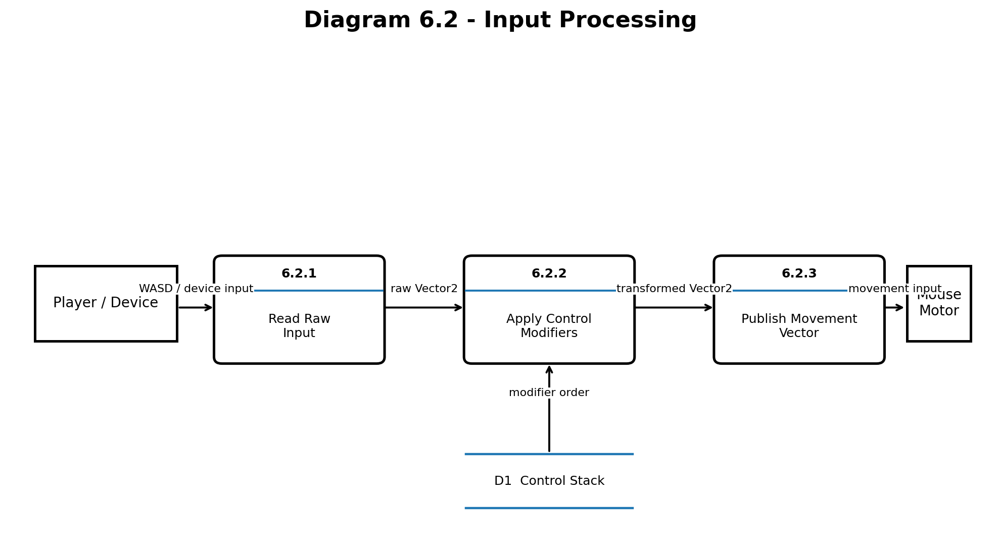 Diagram 6.2 - Input Processing
Player / Device
WASD / device input
6.2.1
Read Raw
Input
raw Vector2
6.2.2
Apply Control
Modifiers
transformed Vector2
6.2.3
Publish Movement
Vector
movement input
Mouse
Motor
modifier order
D1  Control Stack